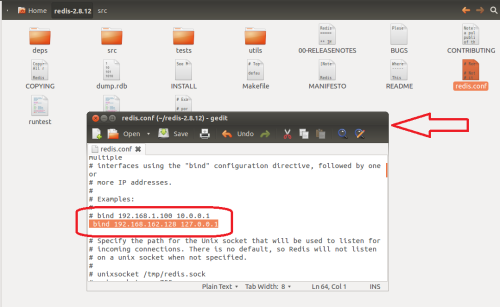 Home redis-2.8.12 src
deps src tests utils 00-RELEASENOTES BUGS CONTRIBUTING
COPYING dump.rdb INSTALL Makefile MANIFESTO README redis.conf
runtest
redis.conf (~/redis-2.8.12) - gedit
Open Save Undo
redis.conf
multiple
# interfaces using the "bind" configuration directive, followed by one
or
# more IP addresses.
#
# Examples:
#
# bind 192.168.1.100 10.0.0.1
bind 192.168.162.128 127.0.0.1
# Specify the path for the Unix socket that will be used to listen for
# incoming connections. There is no default, so Redis will not listen
# on a unix socket when not specified.
#
# unixsocket /tmp/redis.sock
Plain Text Tab Width: 8 Ln 64, Col 1 INS